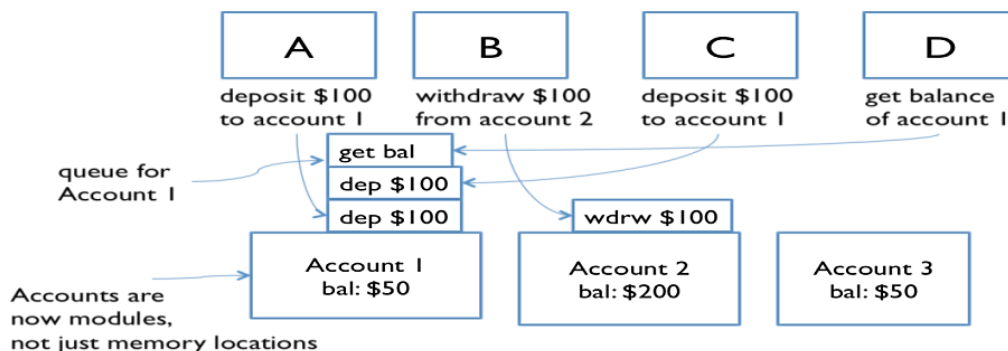 A
B
C
D
deposit $100
to account 1
withdraw $100
from account 2
deposit $100
to account 1
get balance
of account 1
queue for
Account 1
get bal
dep $100
dep $100
wdrw $100
Account 1
bal: $50
Account 2
bal: $200
Account 3
bal: $50
Accounts are
now modules,
not just memory locations